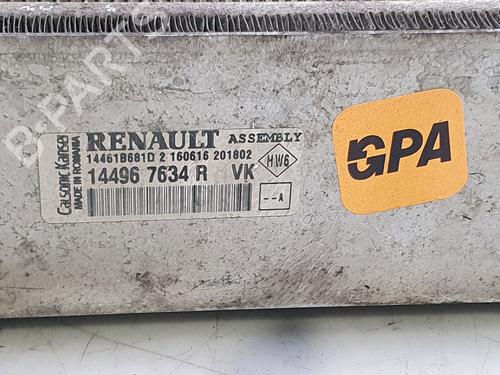 B-PARTS
Calsonic Kansei
MADE IN ROMANIA
RENAULT ASSEMBLY
14461B681D 2 160616 201802
14496 7634 R VK
HW6
--A
GPA